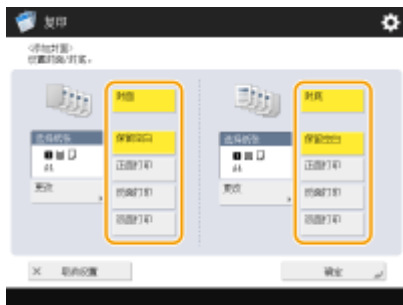 复印
<添加封面>
设置封面/封底。
封面
选择纸张
保留空白
A4
正面打印
更改
背面打印
双面打印
封底
选择纸张
保留空白
A4
正面打印
更改
背面打印
双面打印
× 取消设置
确定